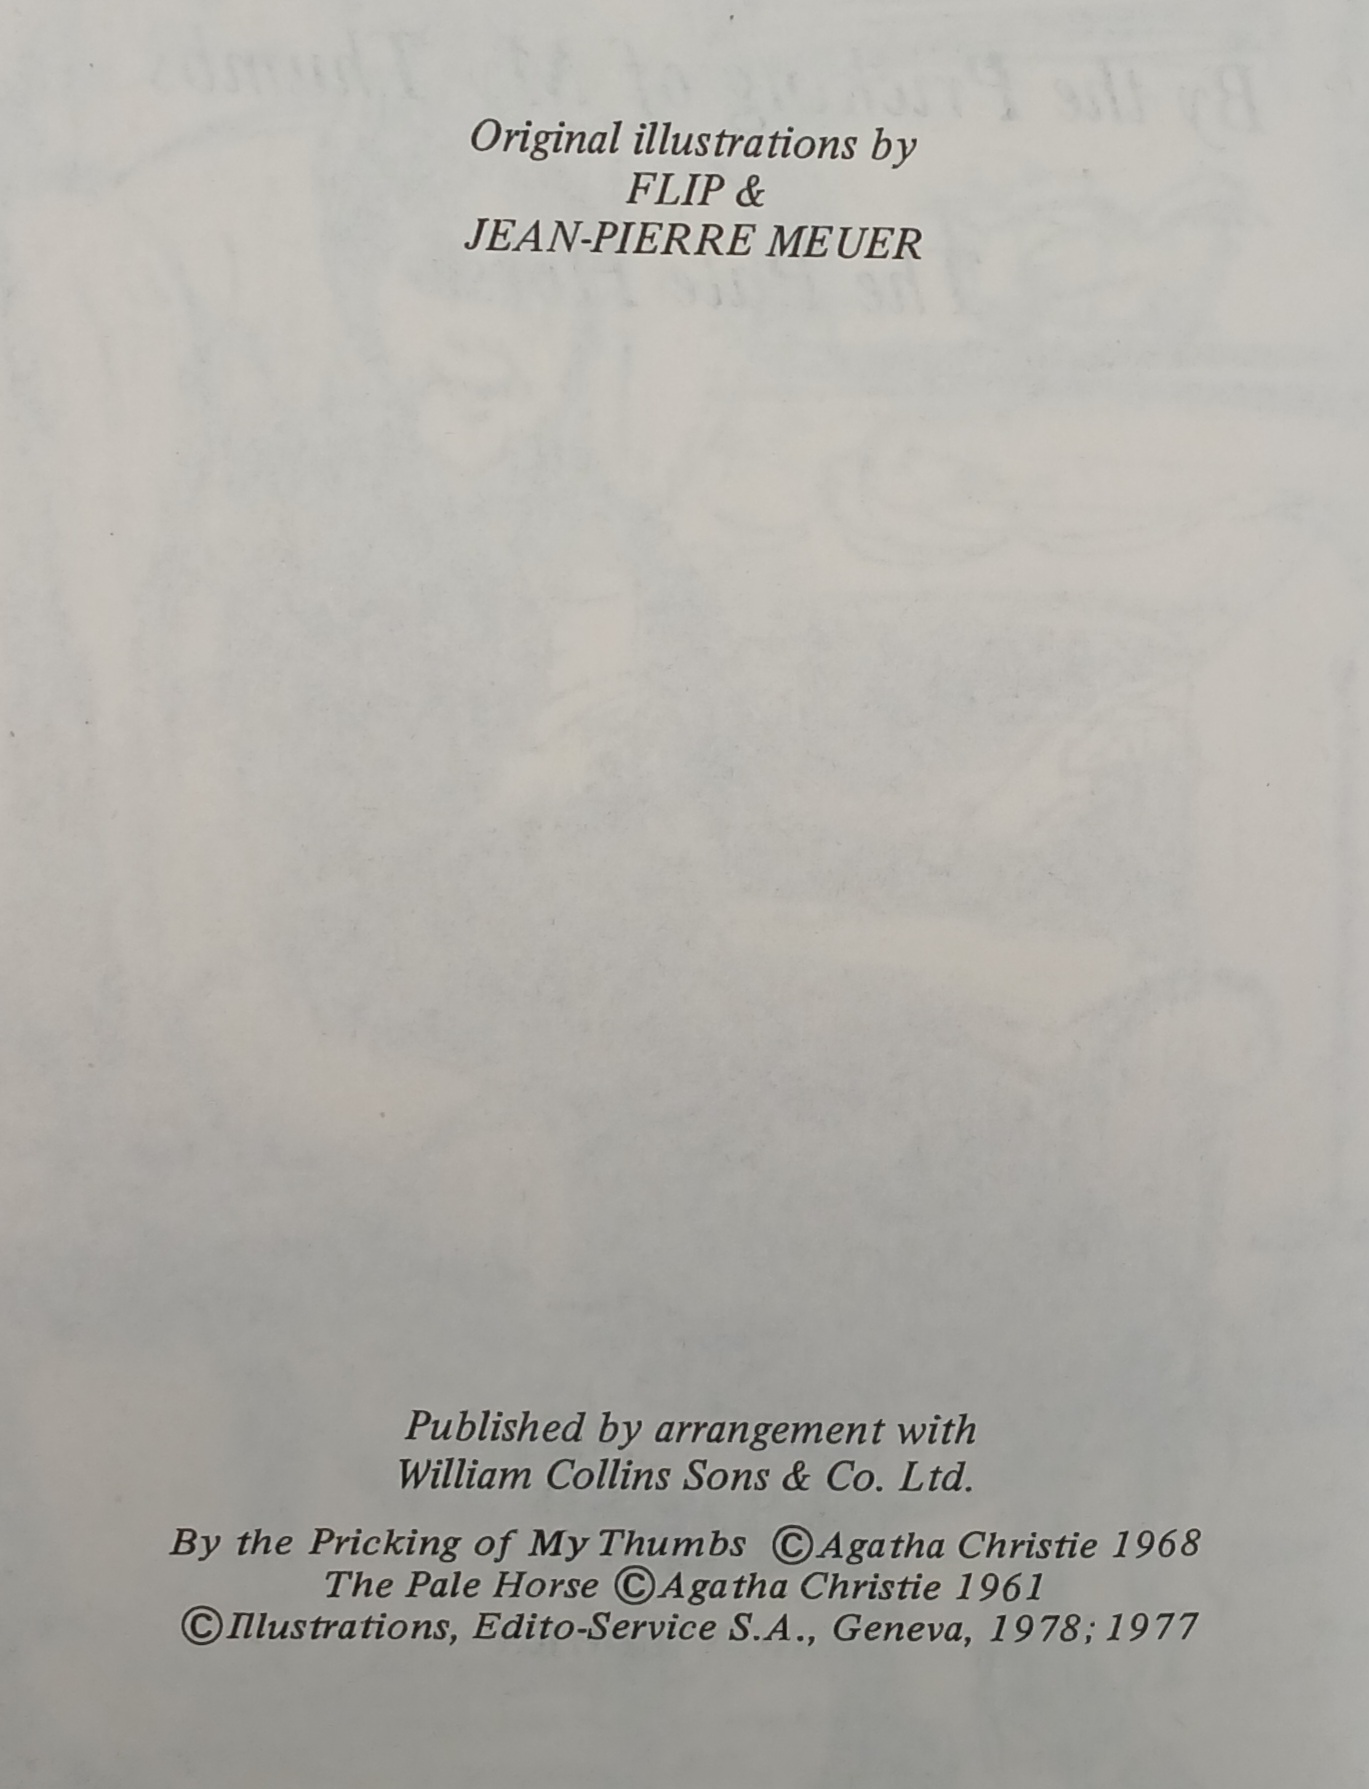 Original illustrations by
FLIP &
JEAN-PIERRE MEUER
Published by arrangement with
William Collins Sons & Co. Ltd.
By the Pricking of My Thumbs ©Agatha Christie 1968
The Pale Horse ©Agatha Christie 1961
©Illustrations, Edito-Service S.A., Geneva, 1978; 1977